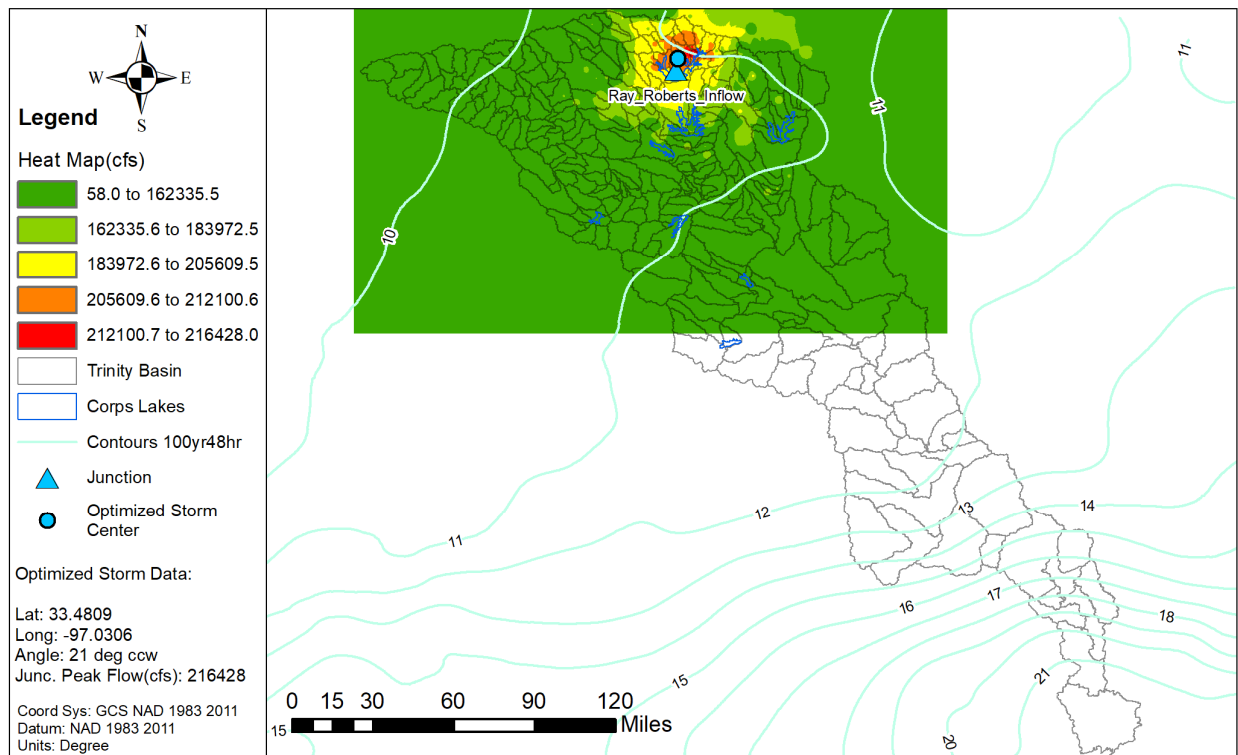 N
W
E
S
Legend
Heat Map(cfs)
58.0 to 162335.5
162335.6 to 183972.5
183972.6 to 205609.5
205609.6 to 212100.6
212100.7 to 216428.0
Trinity Basin
Corps Lakes
Contours 100yr48hr
Junction
Optimized Storm
Center
Optimized Storm Data:
Lat: 33.4809
Long: -97.0306
Angle: 21 deg ccw
Junc. Peak Flow(cfs): 216428
Coord Sys: GCS NAD 1983 2011
Datum: NAD 1983 2011
Units: Degree
Ray_Roberts_Inflow
11
11
10
12
13
14
11
16
17
18
15
21
20
15
0 15 30 60 90 120
Miles